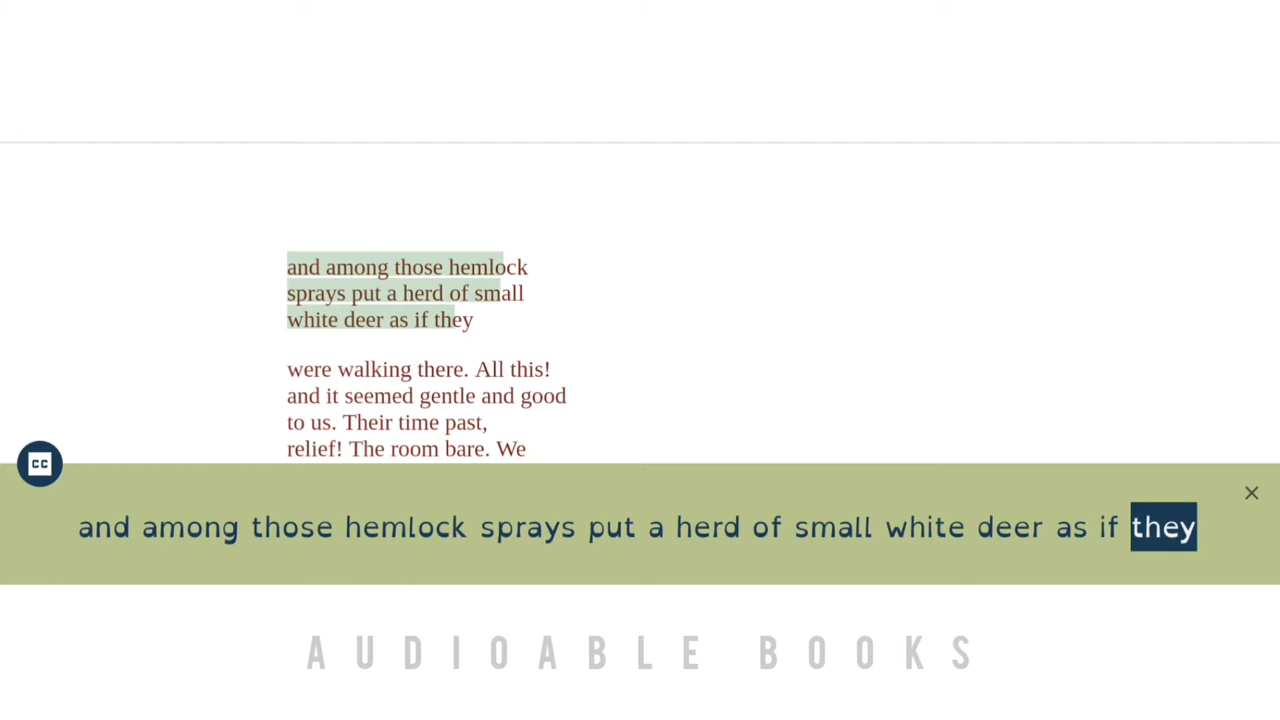 and among those hemlock
sprays put a herd of small
white deer as if they
were walking there. All this!
and it seemed gentle and good
to us. Their time past,
relief! The room bare. We
CC
and among those hemlock sprays put a herd of small white deer as if they
AUDIOABLE BOOKS